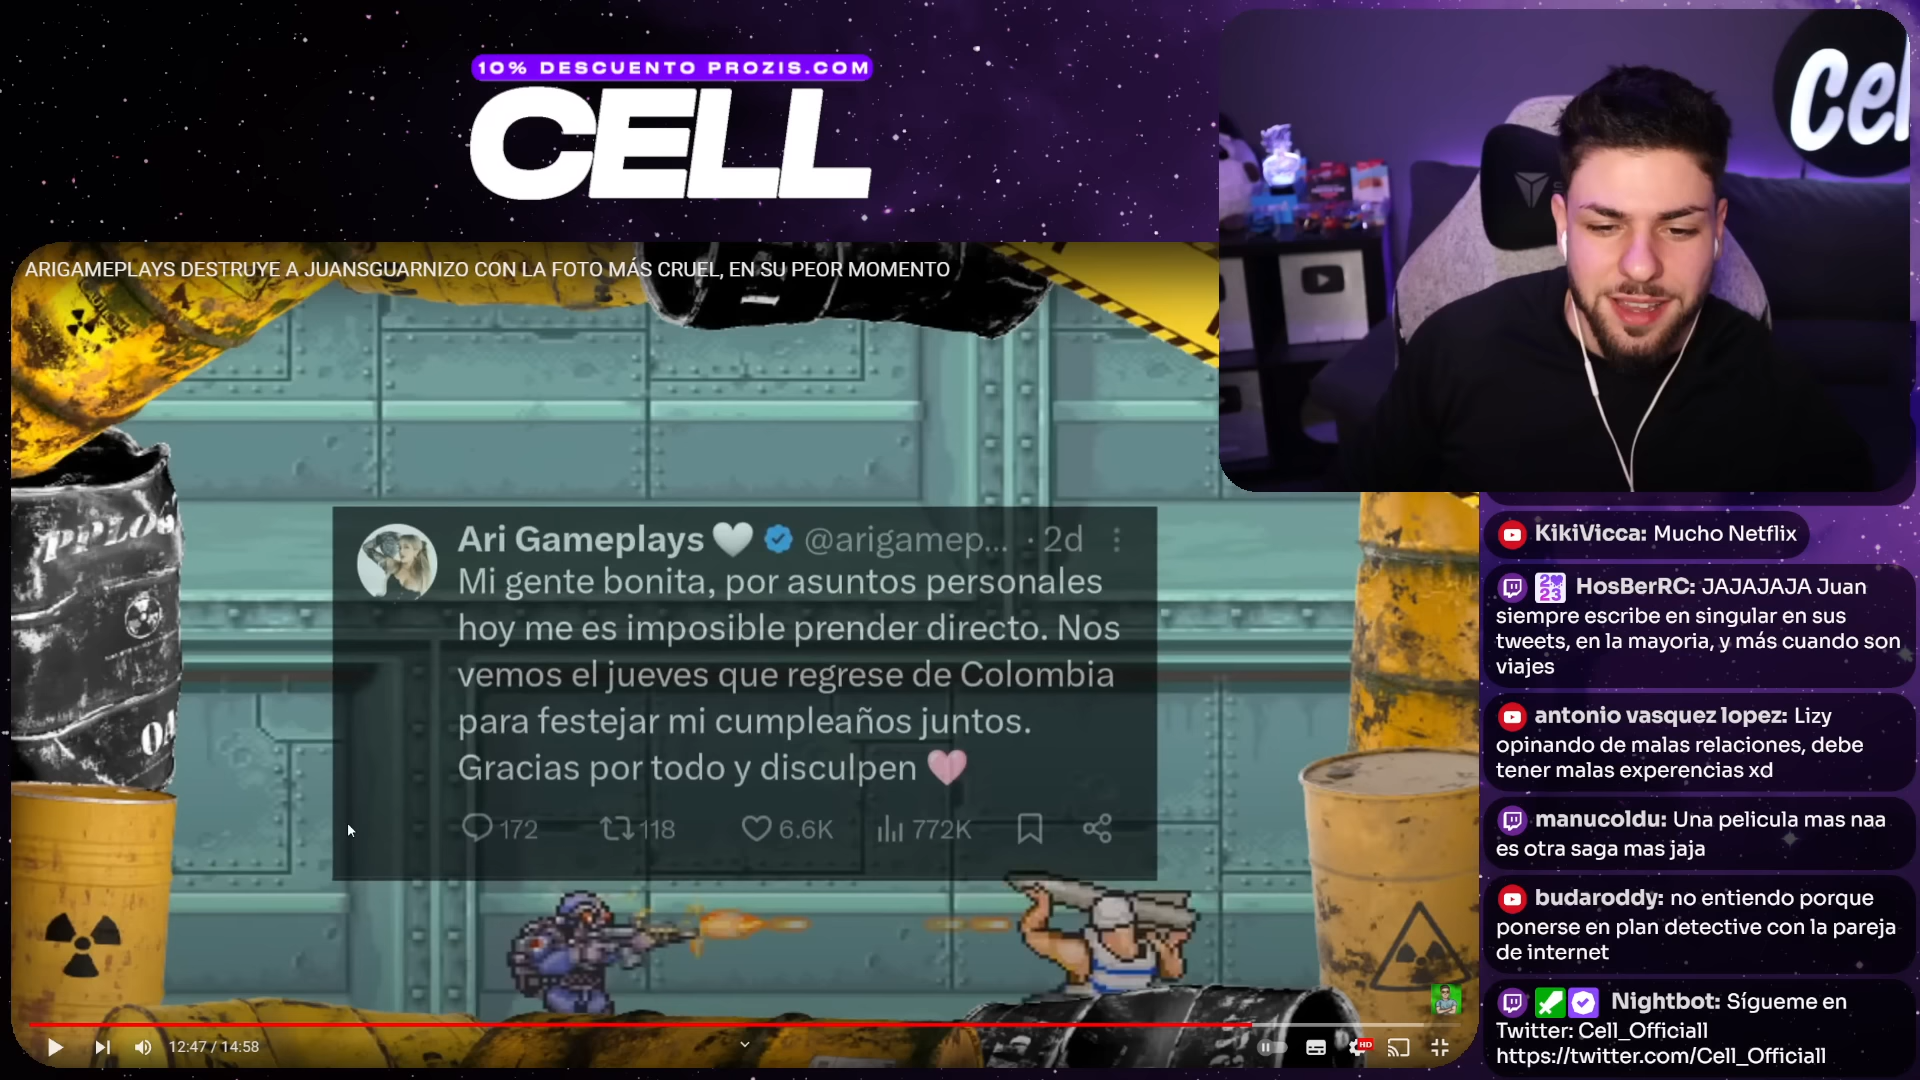 10% DESCUENTO PROZIS.COM
CELL
Cel
ARIGAMEPLAYS DESTRUYE A JUANSGUARNIZO CON LA FOTO MÁS CRUEL, EN SU PEOR MOMENTO
Ari Gameplays 🤍 @arigamep... · 2d
Mi gente bonita, por asuntos personales
hoy me es imposible prender directo. Nos
vemos el jueves que regrese de Colombia
para festejar mi cumpleaños juntos.
Gracias por todo y disculpen 🩷
172 118 6.6K 772K
12:47 / 14:58
HD
KikiVicca: Mucho Netflix
HosBerRC: JAJAJAJA Juan
siempre escribe en singular en sus
tweets, en la mayoria, y más cuando son
viajes
antonio vasquez lopez: Lizy
opinando de malas relaciones, debe
tener malas experencias xd
manucoldu: Una pelicula mas naa
es otra saga mas jaja
budaroddy: no entiendo porque
ponerse en plan detective con la pareja
de internet
Nightbot: Sígueme en
Twitter: Cell_Officiall
https://twitter.com/Cell_Officiall